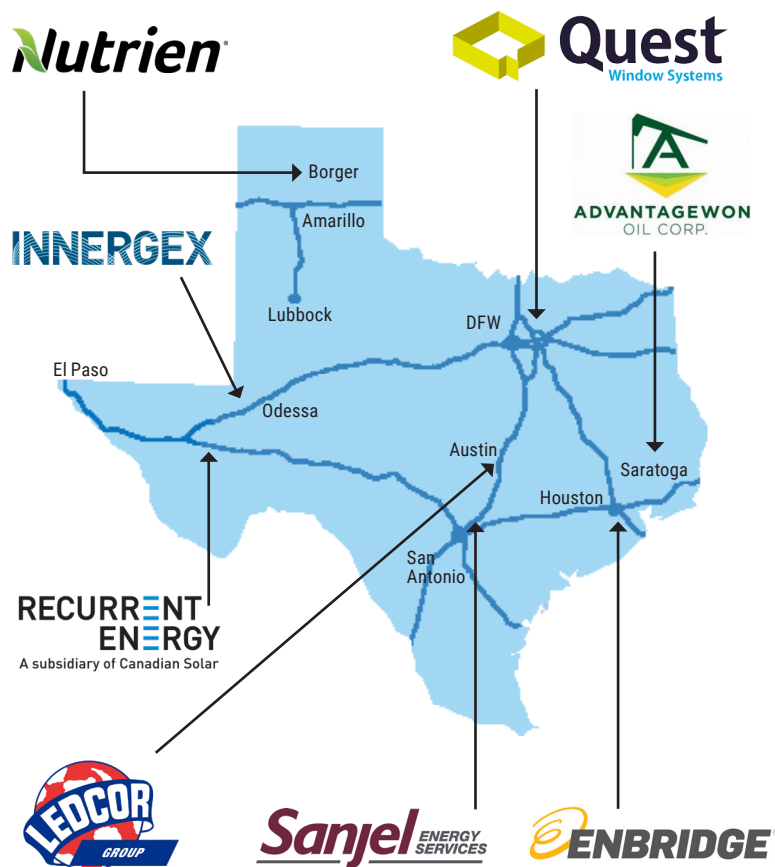 Nutrien
Quest
Window Systems
ADVANTAGEWON
OIL CORP.
Borger
Amarillo
INNERGEX
Lubbock
DFW
El Paso
Odessa
Austin
Saratoga
Houston
San
Antonio
RECURRENT
ENERGY
A subsidiary of Canadian Solar
LEDCOR
GROUP
Sanjel ENERGY
SERVICES
ENBRIDGE